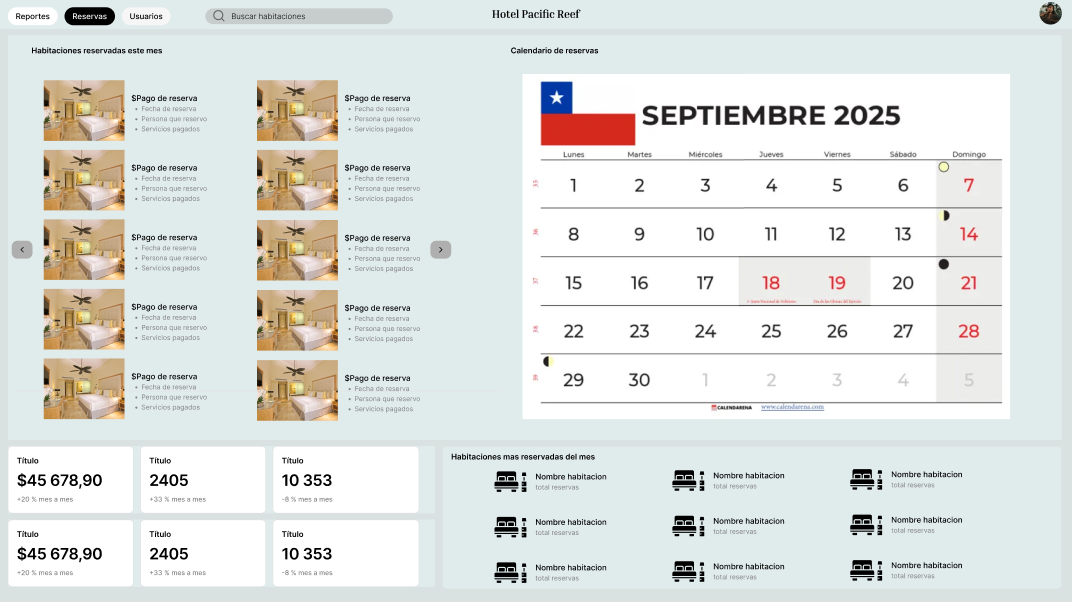 Reportes
Reservas
Usuarios
Buscar habitaciones
Hotel Pacific Reef
Habitaciones reservadas este mes
$Pago de reserva
Fecha de reserva
Persona que reservo
Servicios pagados
$Pago de reserva
Fecha de reserva
Persona que reservo
Servicios pagados
$Pago de reserva
Fecha de reserva
Persona que reservo
Servicios pagados
$Pago de reserva
Fecha de reserva
Persona que reservo
Servicios pagados
$Pago de reserva
Fecha de reserva
Persona que reservo
Servicios pagados
$Pago de reserva
Fecha de reserva
Persona que reservo
Servicios pagados
$Pago de reserva
Fecha de reserva
Persona que reservo
Servicios pagados
$Pago de reserva
Fecha de reserva
Persona que reservo
Servicios pagados
$Pago de reserva
Fecha de reserva
Persona que reservo
Servicios pagados
$Pago de reserva
Fecha de reserva
Persona que reservo
Servicios pagados
Calendario de reservas
SEPTIEMBRE 2025
Lunes Martes Miércoles Jueves Viernes Sábado Domingo
1 2 3 4 5 6 7
8 9 10 11 12 13 14
15 16 17 18 19 20 21
22 23 24 25 26 27 28
29 30 1 2 3 4 5
CALENDARENA www.calendarena.com
Título
$45 678,90
+20 % mes a mes
Título
2405
+33 % mes a mes
Título
10 353
-8 % mes a mes
Título
$45 678,90
+20 % mes a mes
Título
2405
+33 % mes a mes
Título
10 353
-8 % mes a mes
Habitaciones mas reservadas del mes
Nombre habitacion
total reservas
Nombre habitacion
total reservas
Nombre habitacion
total reservas
Nombre habitacion
total reservas
Nombre habitacion
total reservas
Nombre habitacion
total reservas
Nombre habitacion
total reservas
Nombre habitacion
total reservas
Nombre habitacion
total reservas